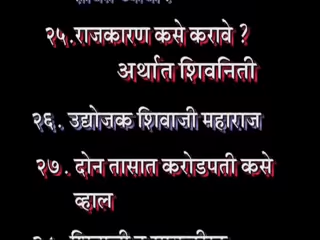 २५.राजकारण कसे करावे ?
अर्थात शिवनिती
२६. उद्योजक शिवाजी महाराज
२७. दोन तासात करोडपती कसे
व्हाल